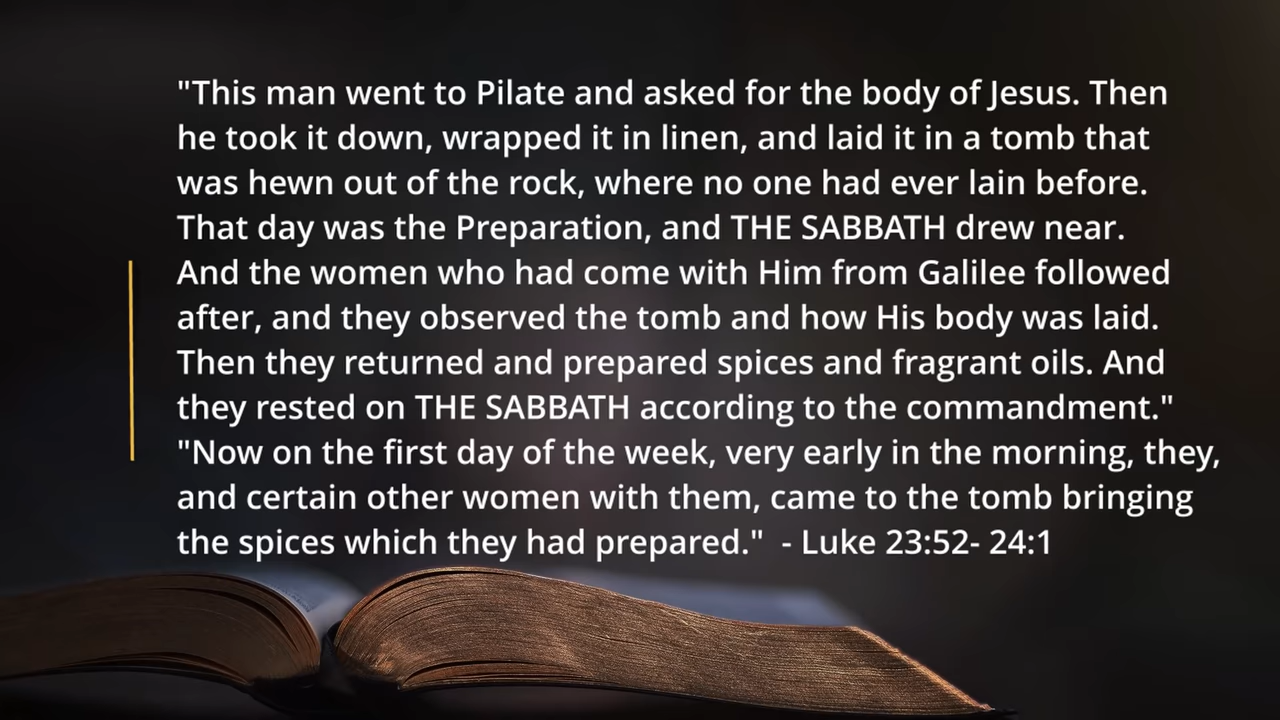 "This man went to Pilate and asked for the body of Jesus. Then
he took it down, wrapped it in linen, and laid it in a tomb that
was hewn out of the rock, where no one had ever lain before.
That day was the Preparation, and THE SABBATH drew near.
And the women who had come with Him from Galilee followed
after, and they observed the tomb and how His body was laid.
Then they returned and prepared spices and fragrant oils. And
they rested on THE SABBATH according to the commandment."
"Now on the first day of the week, very early in the morning, they,
and certain other women with them, came to the tomb bringing
the spices which they had prepared."  - Luke 23:52- 24:1